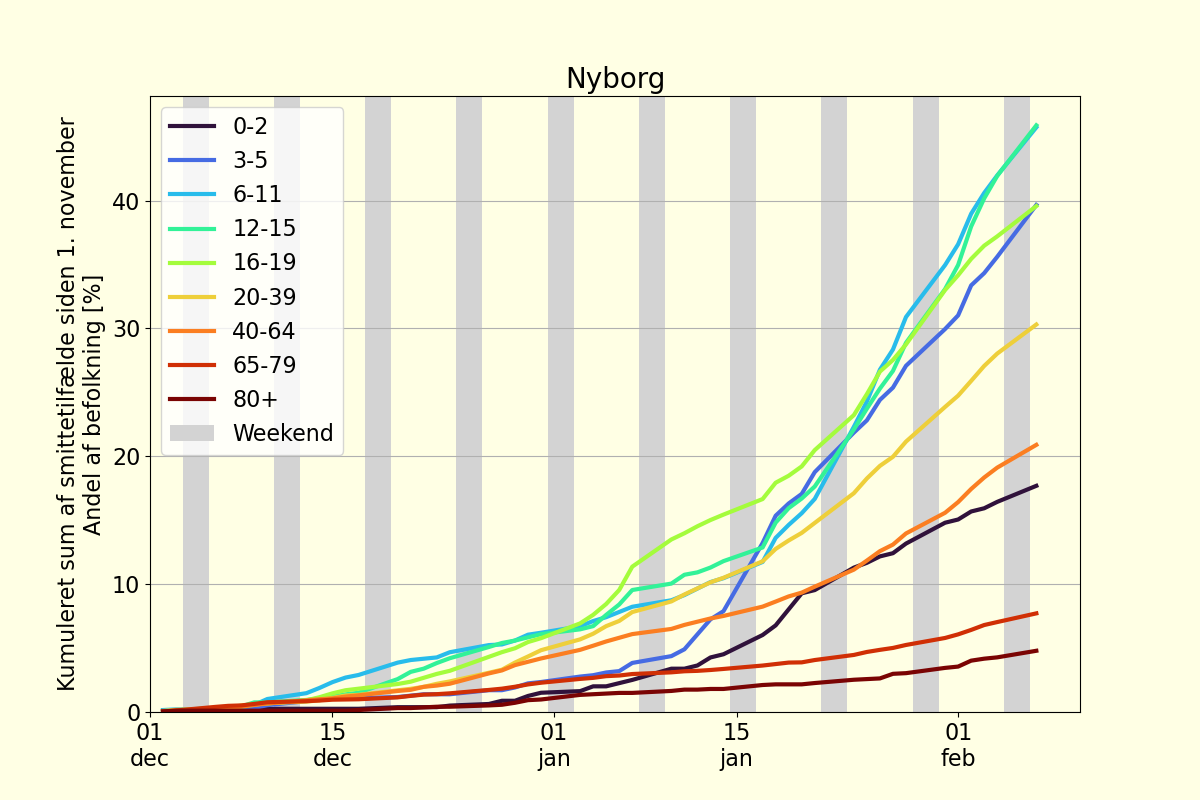 Nyborg
Kumuleret sum af smittetilfælde siden 1. november
Andel af befolkning [%]
40
30
20
10
0
0-2
3-5
6-11
12-15
16-19
20-39
40-64
65-79
80+
Weekend
01 15 01 15 01
dec dec jan jan feb